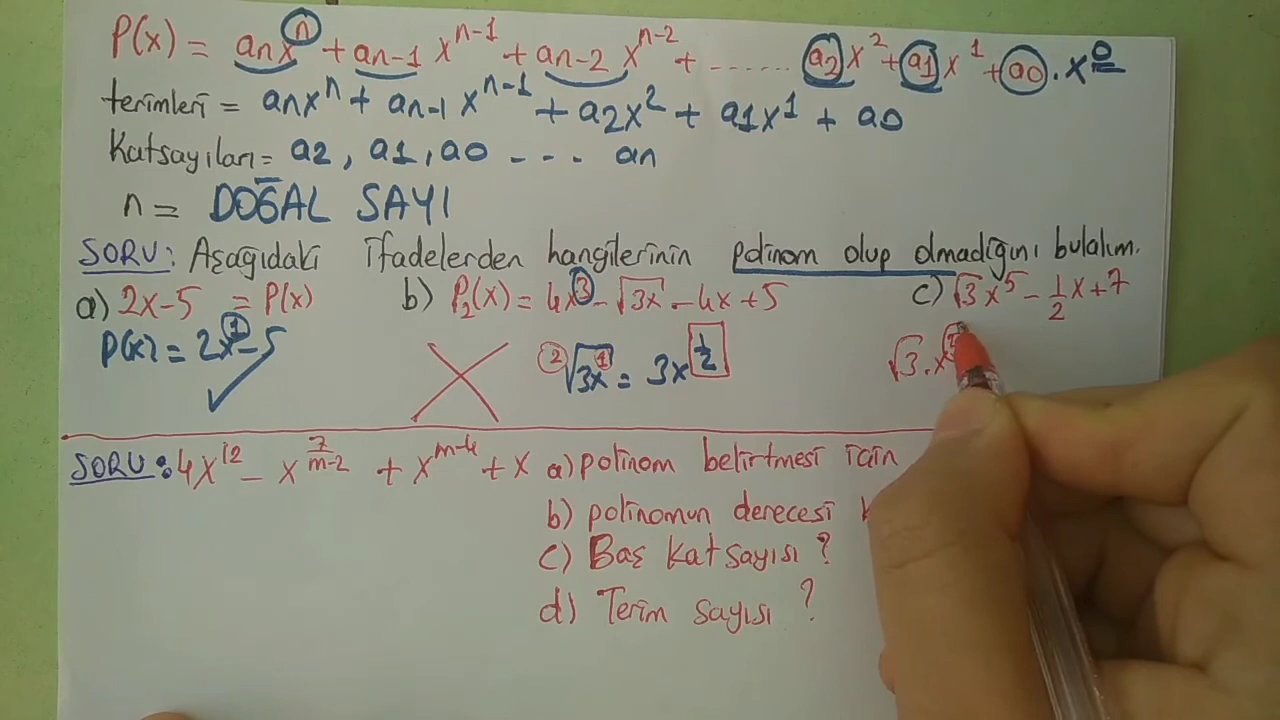 P(x) = anxⁿ + an-1 xⁿ⁻¹ + an-2 xⁿ⁻² + ....... a2x² + a1x¹ + a0.x⁰
terimleri = anxⁿ + an-1 xⁿ⁻¹ + a2x² + a1x¹ + a0
Katsayıları = a2, a1, a0 - - - - an
n = DOĞAL SAYI
SORU: Aşağıdaki ifadelerden hangilerinin polinom olup olmadığını bulalım.
a) 2x-5 = P(x) b) P₂(x) = 4x³ - √3x - 4x + 5 c) √3x⁵ - 1/2 x + 7
P(x) = 2x¹-5 ✓ X ²√3x¹ = 3x^1/2 √3.x
SORU: 4x¹² - x^7/m-2 + x^m-4 + x a) polinom belirtmesi için
b) polinomun derecesi
c) Baş Katsayısı ?
d) Terim sayısı ?